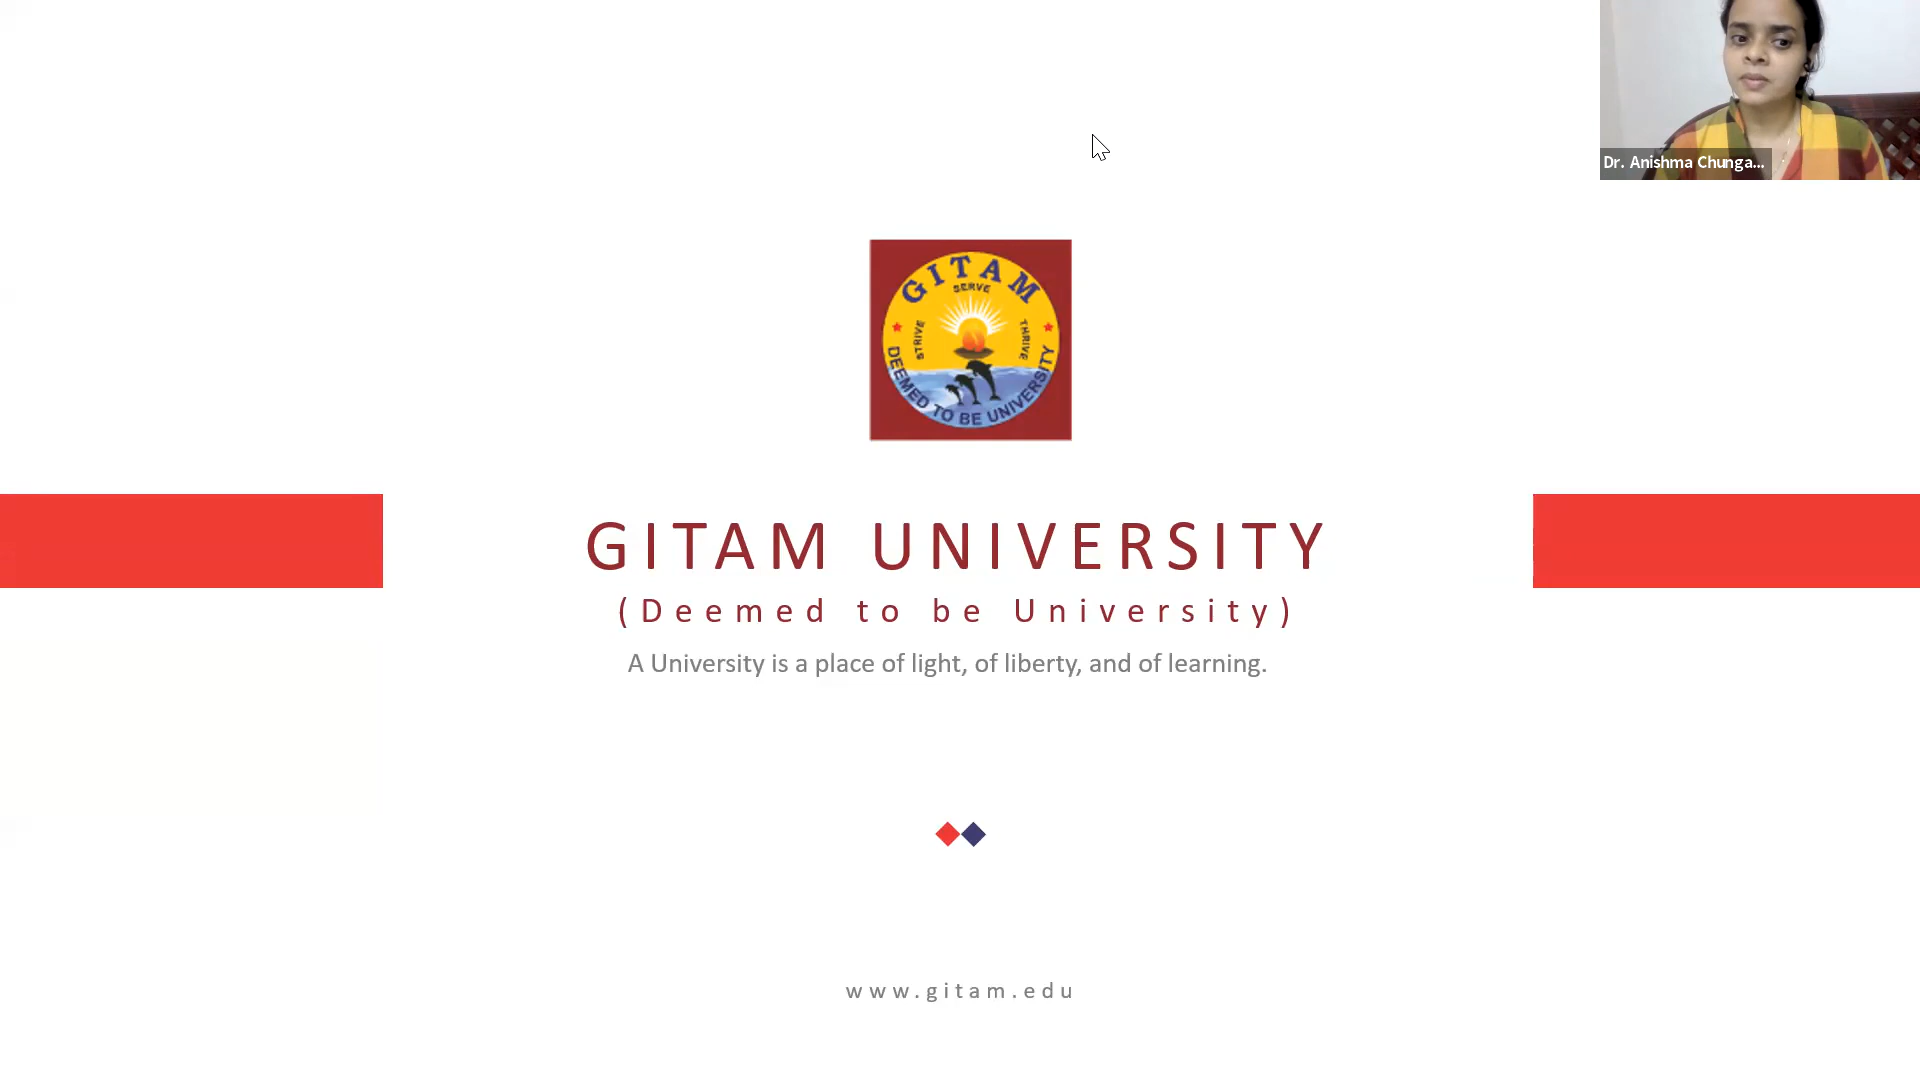 Dr. Anishma Chunga...
GITAM
SERVE
STRIVE
THRIVE
DEEMED TO BE UNIVERSITY
GITAM UNIVERSITY
(Deemed to be University)
A University is a place of light, of liberty, and of learning.
www.gitam.edu